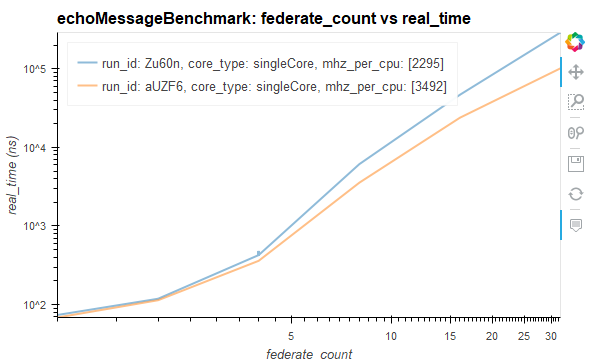 echoMessageBenchmark: federate_count vs real_time
run_id: Zu60n, core_type: singleCore, mhz_per_cpu: [2295]
run_id: aUZF6, core_type: singleCore, mhz_per_cpu: [3492]
real_time (ns)
10^5
10^4
10^3
10^2
5 10 15 20 25 30
federate_count